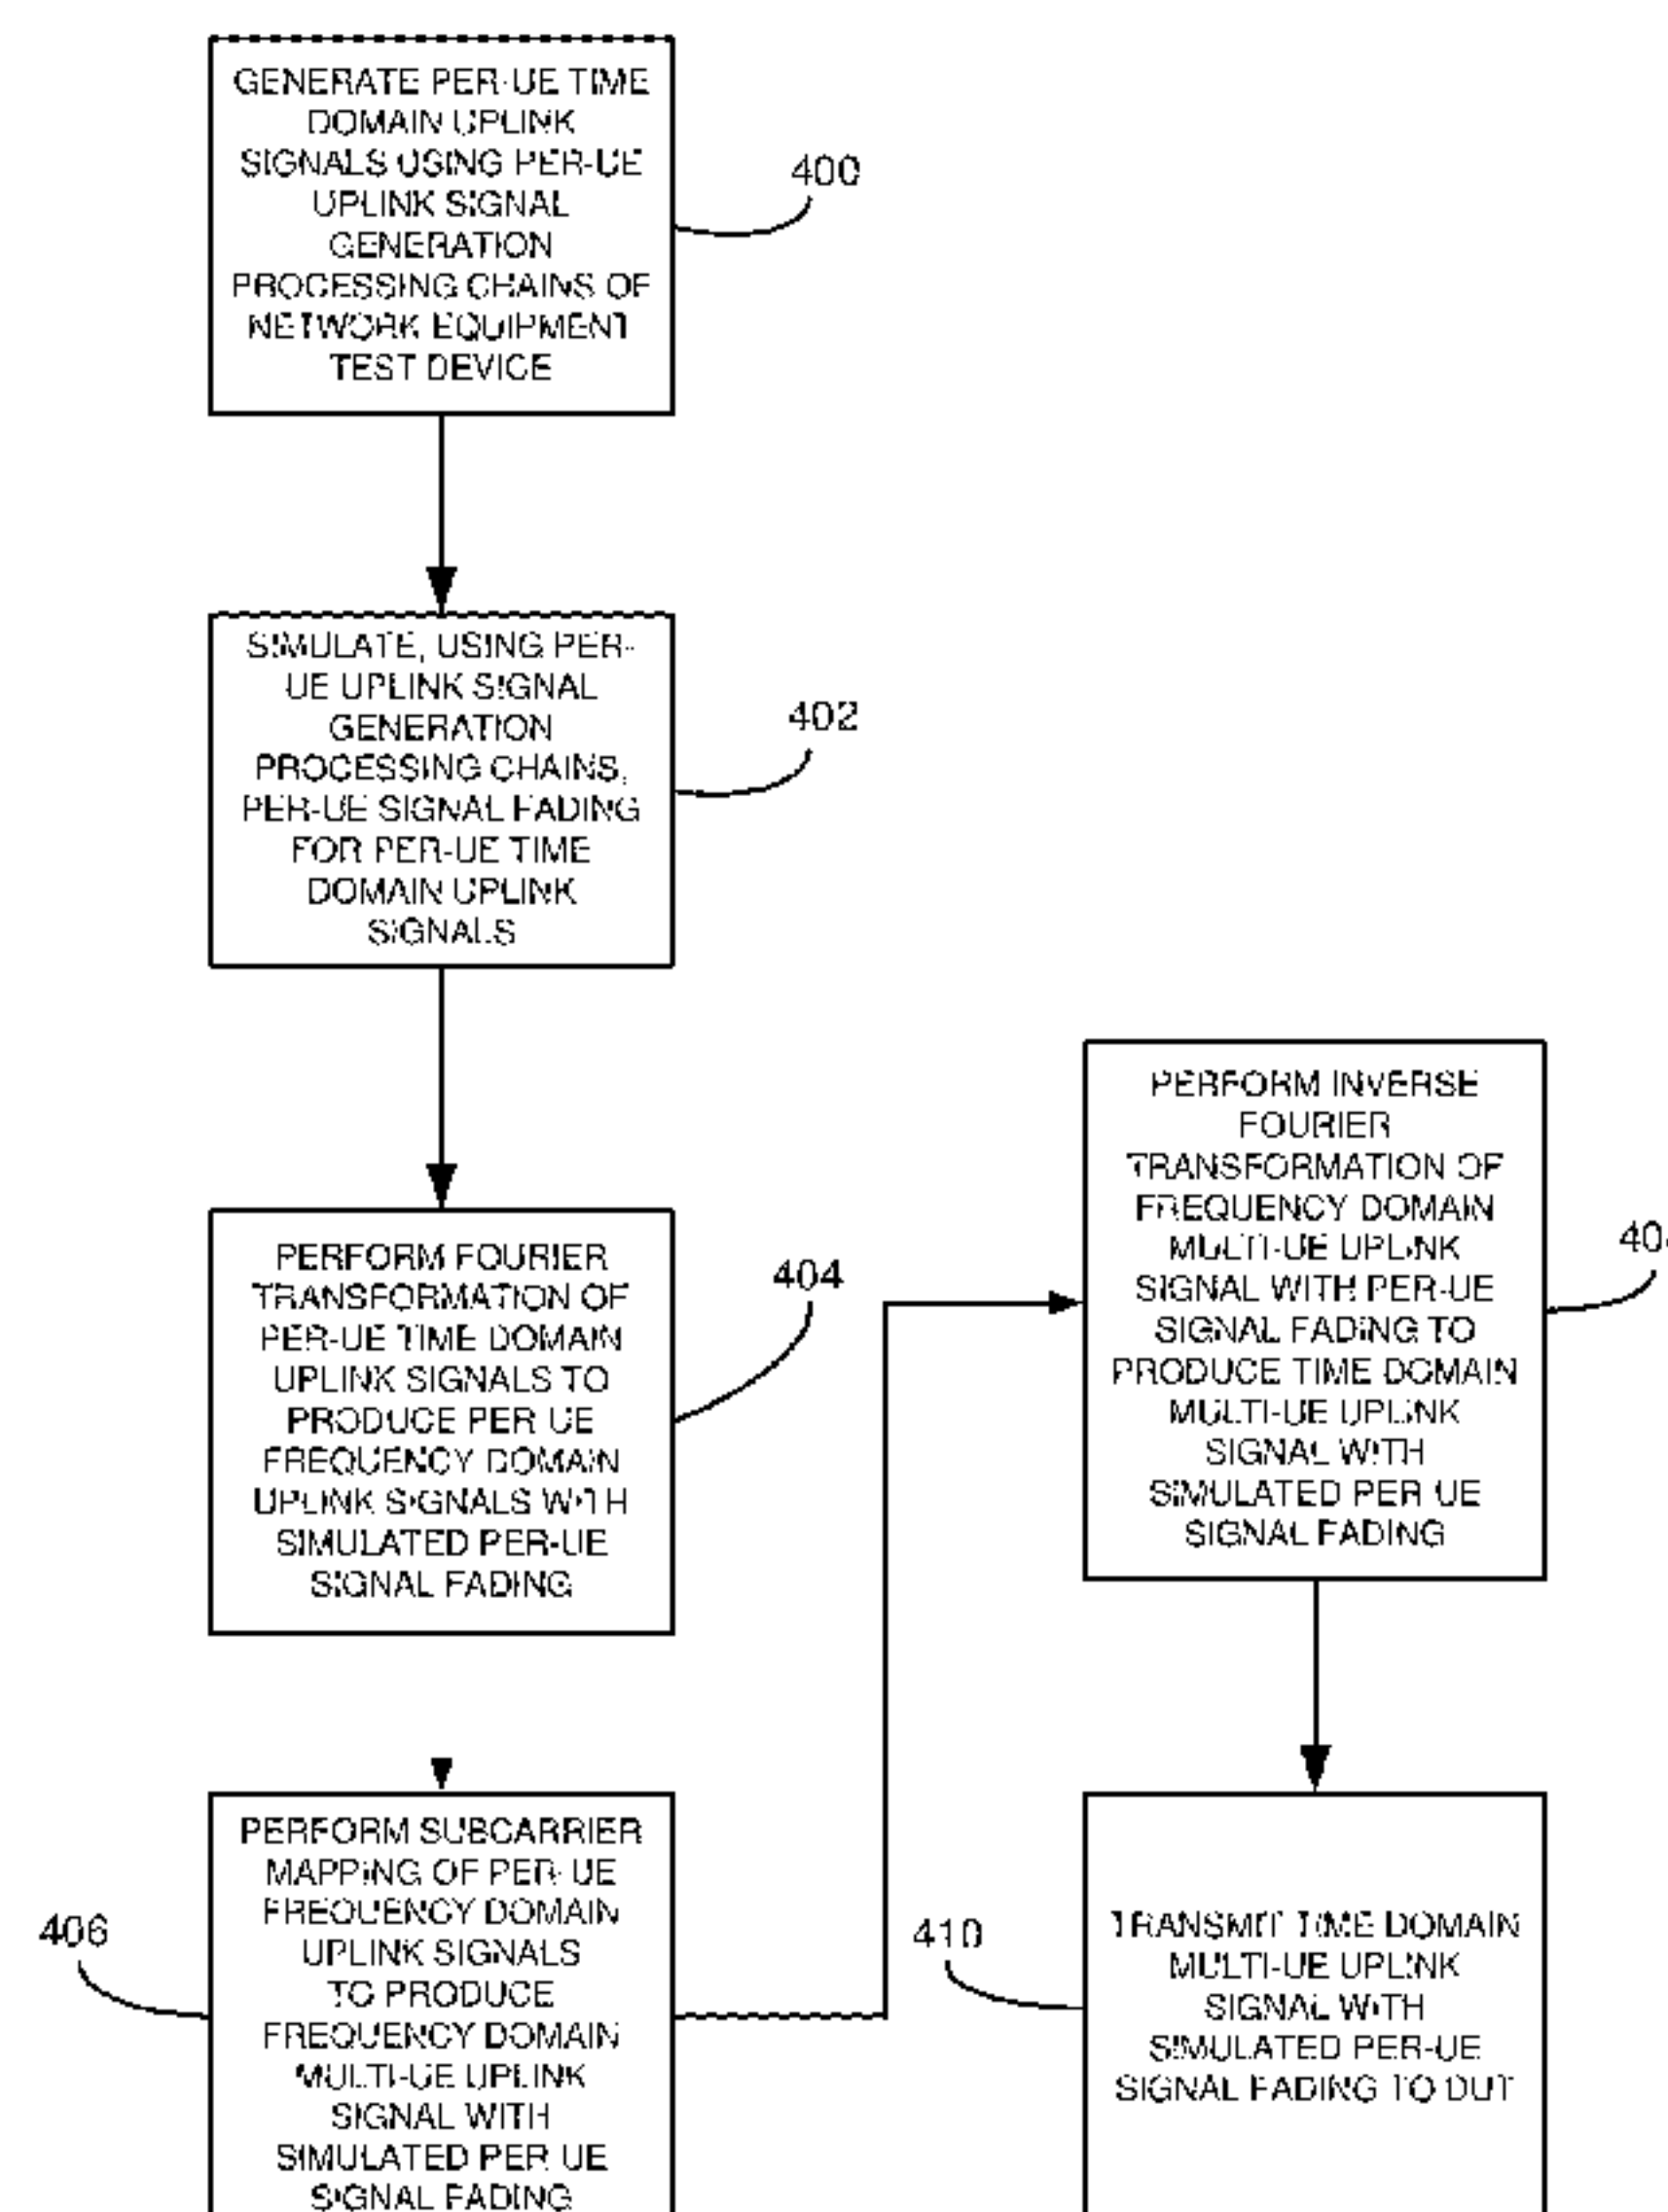 GENERATE PER-UE TIME
DOMAIN UPLINK
SIGNALS USING PER-UE
UPLINK SIGNAL
GENERATION
PROCESSING CHAINS OF
NETWORK EQUIPMENT
TEST DEVICE
400
SIMULATE, USING PER-
UE UPLINK SIGNAL
GENERATION
PROCESSING CHAINS,
PER-UE SIGNAL FADING
FOR PER-UE TIME
DOMAIN UPLINK
SIGNALS
402
PERFORM FOURIER
TRANSFORMATION OF
PER-UE TIME DOMAIN
UPLINK SIGNALS TO
PRODUCE PER UE
FREQUENCY DOMAIN
UPLINK SIGNALS WITH
SIMULATED PER-UE
SIGNAL FADING
404
PERFORM SUBCARRIER
MAPPING OF PER-UE
FREQUENCY DOMAIN
UPLINK SIGNALS
TO PRODUCE
FREQUENCY DOMAIN
MULTI-UE UPLINK
SIGNAL WITH
SIMULATED PER UE
SIGNAL FADING
406
PERFORM INVERSE
FOURIER
TRANSFORMATION OF
FREQUENCY DOMAIN
MULTI-UE UPLINK
SIGNAL WITH PER-UE
SIGNAL FADING TO
PRODUCE TIME DOMAIN
MULTI-UE UPLINK
SIGNAL WITH
SIMULATED PER UE
SIGNAL FADING
TRANSMIT TIME DOMAIN
MULTI-UE UPLINK
SIGNAL WITH
SIMULATED PER-UE
SIGNAL FADING TO DUT
410